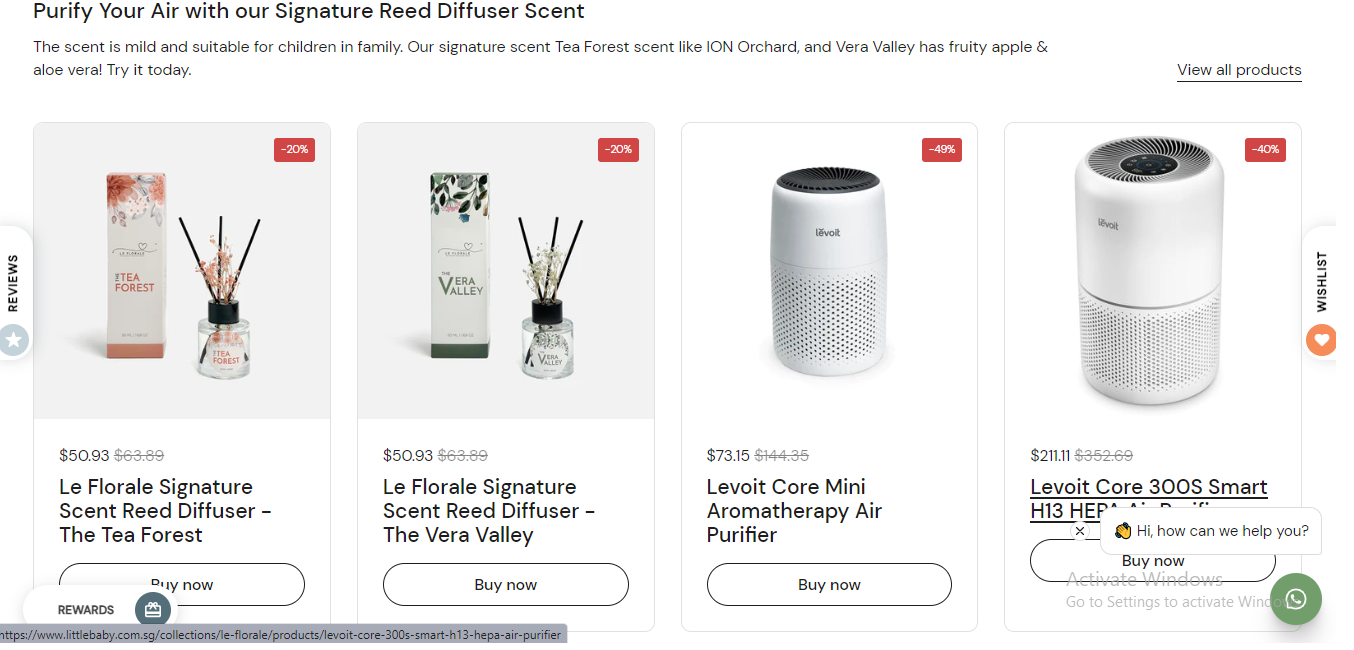 Purify Your Air with our Signature Reed Diffuser Scent
The scent is mild and suitable for children in family. Our signature scent Tea Forest scent like ION Orchard, and Vera Valley has fruity apple &
aloe vera! Try it today.
View all products
-20%
-20%
-49%
-40%
LE FLORALE
THE TEA
FOREST
THE TEA
FOREST
LE FLORALE
THE
VERA
VALLEY
VERA
VALLEY
levoit
levoit
REVIEWS
WISHLIST
$50.93 $63.89
Le Florale Signature
Scent Reed Diffuser -
The Tea Forest
Buy now
$50.93 $63.89
Le Florale Signature
Scent Reed Diffuser -
The Vera Valley
Buy now
$73.15 $144.35
Levoit Core Mini
Aromatherapy Air
Purifier
Buy now
$211.11 $352.69
Levoit Core 300S Smart
H13 HEPA Air Purifier
Hi, how can we help you?
Buy now
Activate Windows
Go to Settings to activate Windo
REWARDS
https://www.littlebaby.com.sg/collections/le-florale/products/levoit-core-300s-smart-h13-hepa-air-purifier